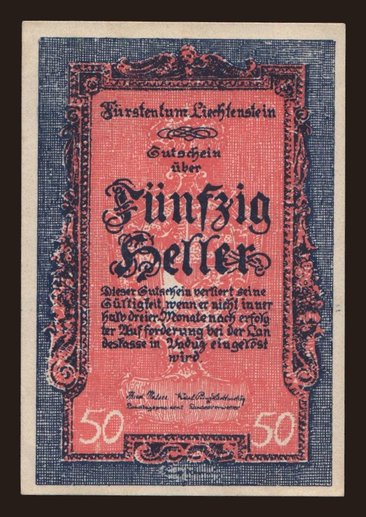 Fürstentum Liechtenstein
Gutschein
über
Fünfzig
Heller
Dieser Gutschein verliert seine
Gültigkeit, wenn er nicht inner
halb dreier Monate nach erfolg
ter Aufforderung bei der Lan
deskasse in Vaduz eingelöst
wird.
50 50